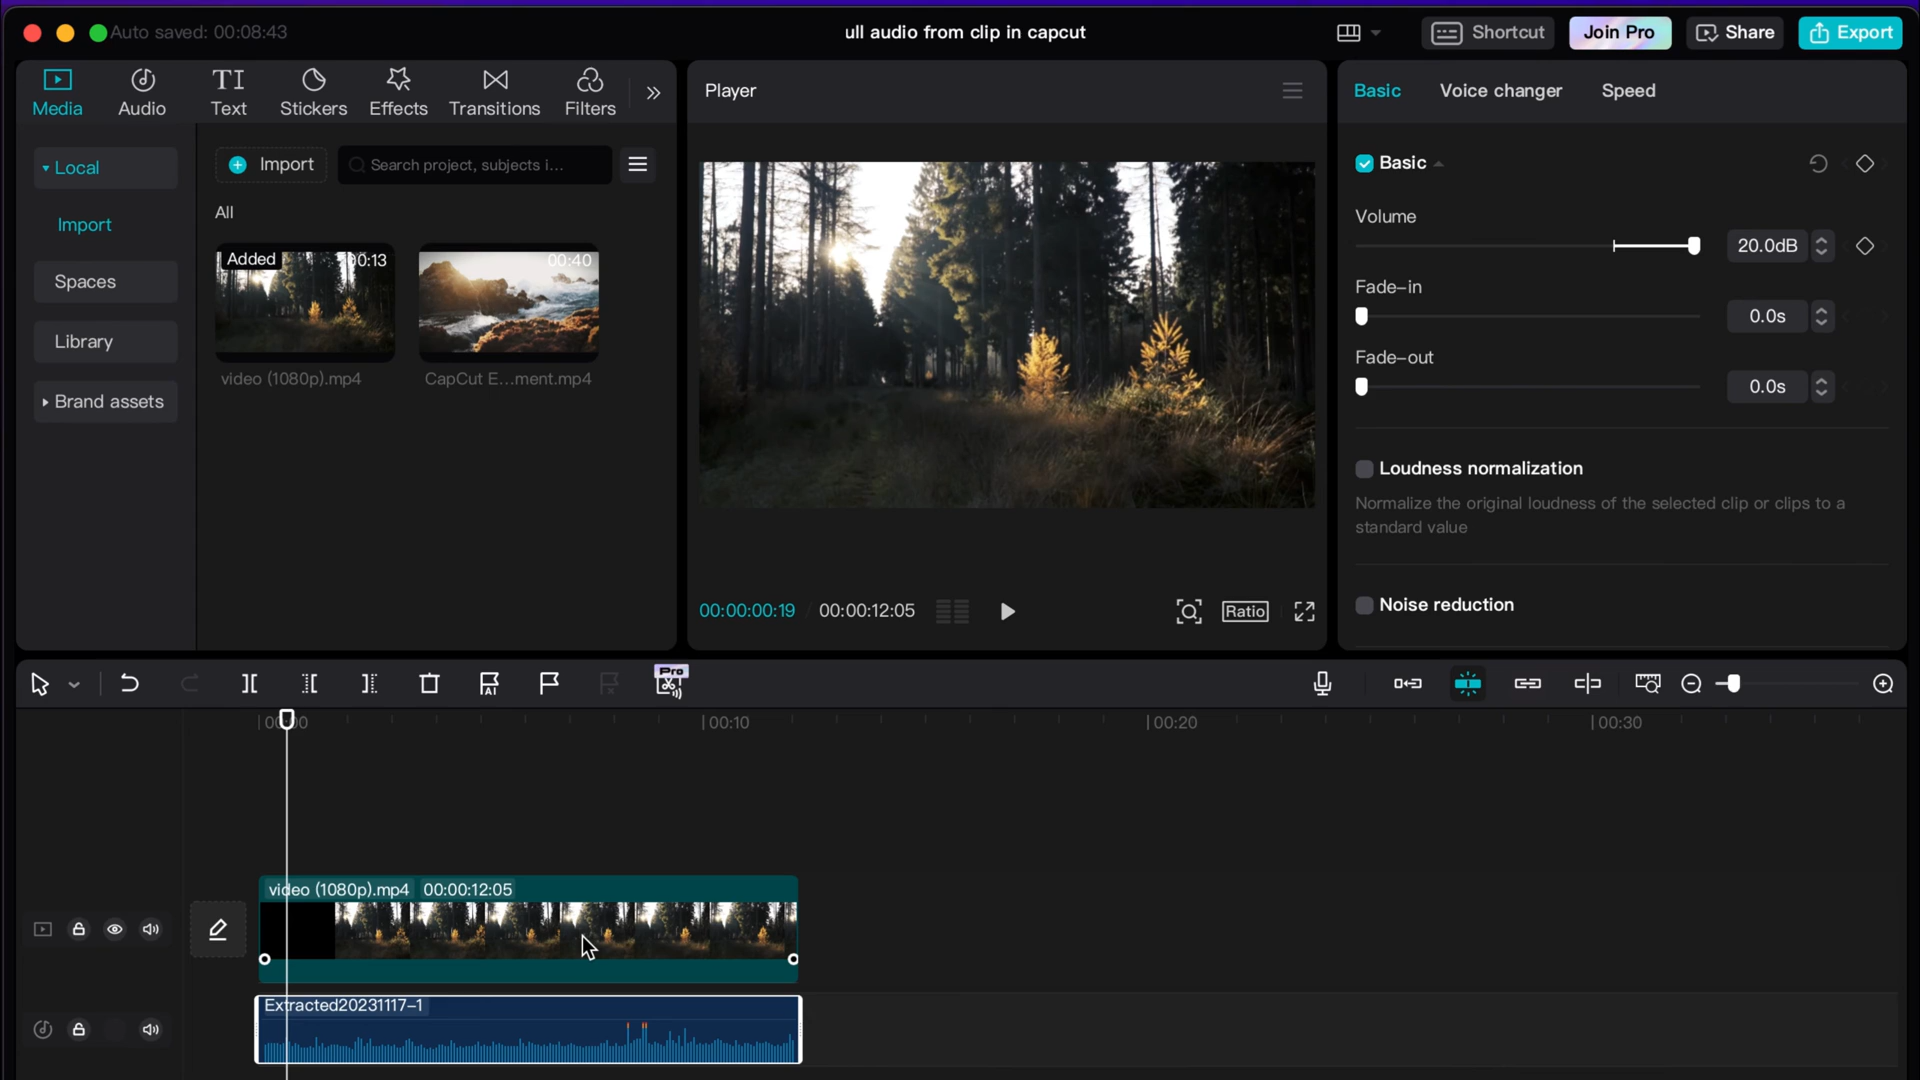 Auto saved: 00:08:43
ull audio from clip in capcut
Shortcut
Join Pro
Share
Export
Media
Audio
TI
Text
Stickers
Effects
Transitions
Filters
Player
Basic
Voice changer
Speed
Local
Import
Spaces
Library
Brand assets
Import
Search project, subjects i...
All
Added
00:13
00:40
video (1080p).mp4
CapCut E...ment.mp4
00:00:00:19
00:00:12:05
Ratio
Basic
Volume
20.0dB
Fade-in
0.0s
Fade-out
0.0s
Loudness normalization
Normalize the original loudness of the selected clip or clips to a
standard value
Noise reduction
AI
Pro
00:00
00:10
00:20
00:30
video (1080p).mp4 00:00:12:05
Extracted20231117-1